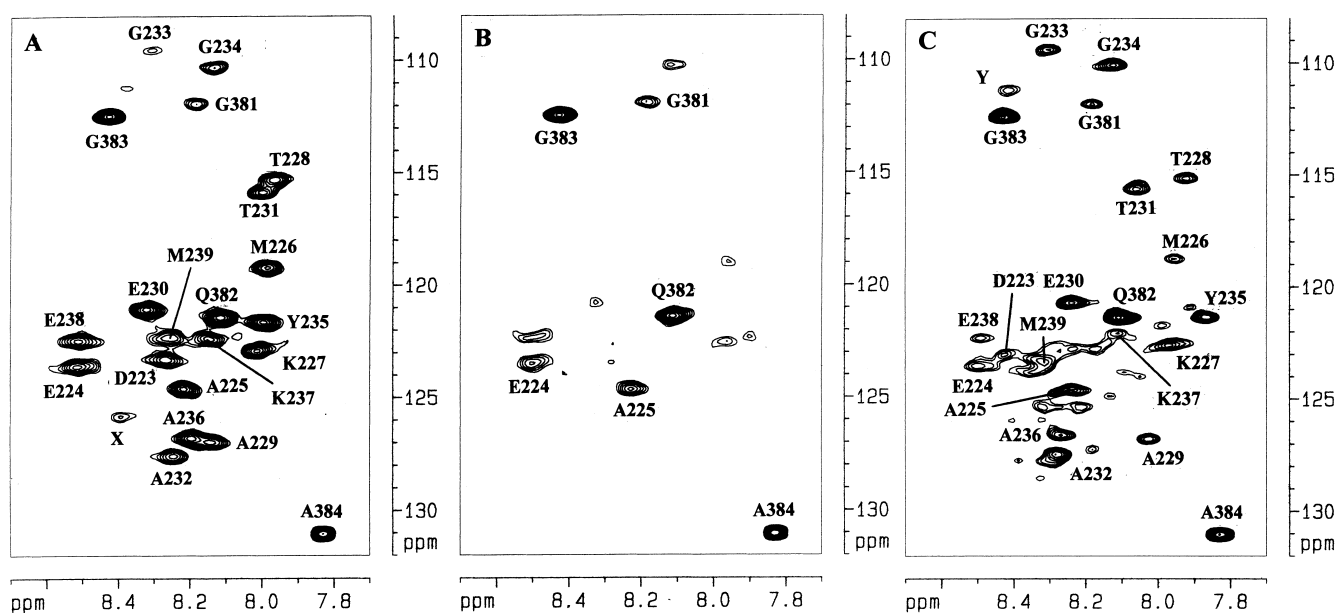 A
G233
G234
G381
G383
T228
T231
M239
M226
E230
Q382
E238
Y235
K227
E224
D223
A225
K237
X
A236
A229
A232
A384
110
115
120
125
130
ppm
ppm 8.4 8.2 8.0 7.8
B
G381
G383
Q382
E224
A225
A384
110
115
120
125
130
ppm
ppm 8.4 8.2 8.0 7.8
C
G233
G234
Y
G381
G383
T228
T231
M226
D223
E230
Q382
Y235
E238
M239
K227
E224
A225
K237
A236
A229
A232
A384
110
115
120
125
130
ppm
ppm 8.4 8.2 8.0 7.8